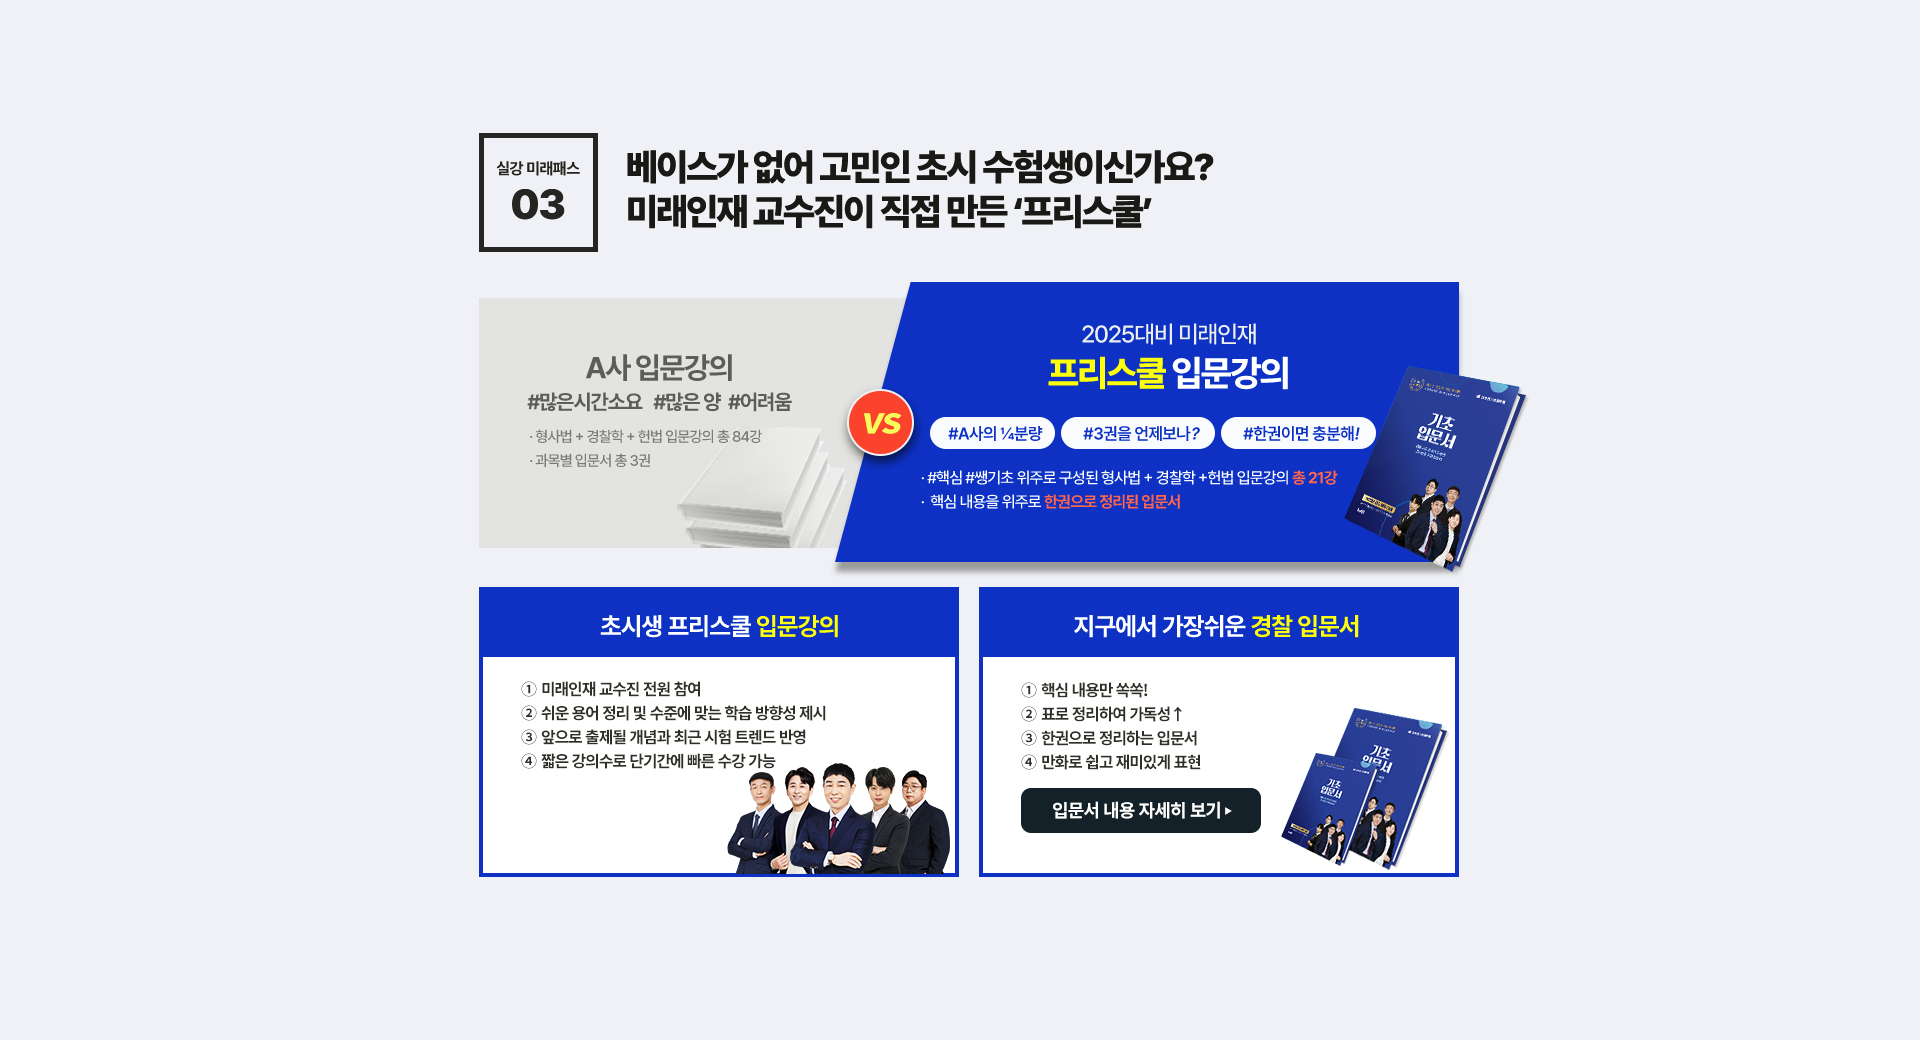 실강 미래패스
03
베이스가 없어 고민인 초시 수험생이신가요?
미래인재 교수진이 직접 만든 ‘프리스쿨’
A사 입문강의
#많은시간소요 #많은 양 #어려움
· 형사법 + 경찰학 + 헌법 입문강의 총 84강
· 과목별 입문서 총 3권
VS
2025대비 미래인재
프리스쿨 입문강의
#A사의 ¼분량
#3권을 언제보나?
#한권이면 충분해!
· #핵심 #쌩기초 위주로 구성된 형사법 + 경찰학 +헌법 입문강의 총 21강
· 핵심 내용을 위주로 한권으로 정리된 입문서
기초
입문서
초시생 프리스쿨 입문강의
① 미래인재 교수진 전원 참여
② 쉬운 용어 정리 및 수준에 맞는 학습 방향성 제시
③ 앞으로 출제될 개념과 최근 시험 트렌드 반영
④ 짧은 강의수로 단기간에 빠른 수강 가능
지구에서 가장쉬운 경찰 입문서
① 핵심 내용만 쏙쏙!
② 표로 정리하여 가독성↑
③ 한권으로 정리하는 입문서
④ 만화로 쉽고 재미있게 표현
입문서 내용 자세히 보기▸
기초
입문서
기초
입문서